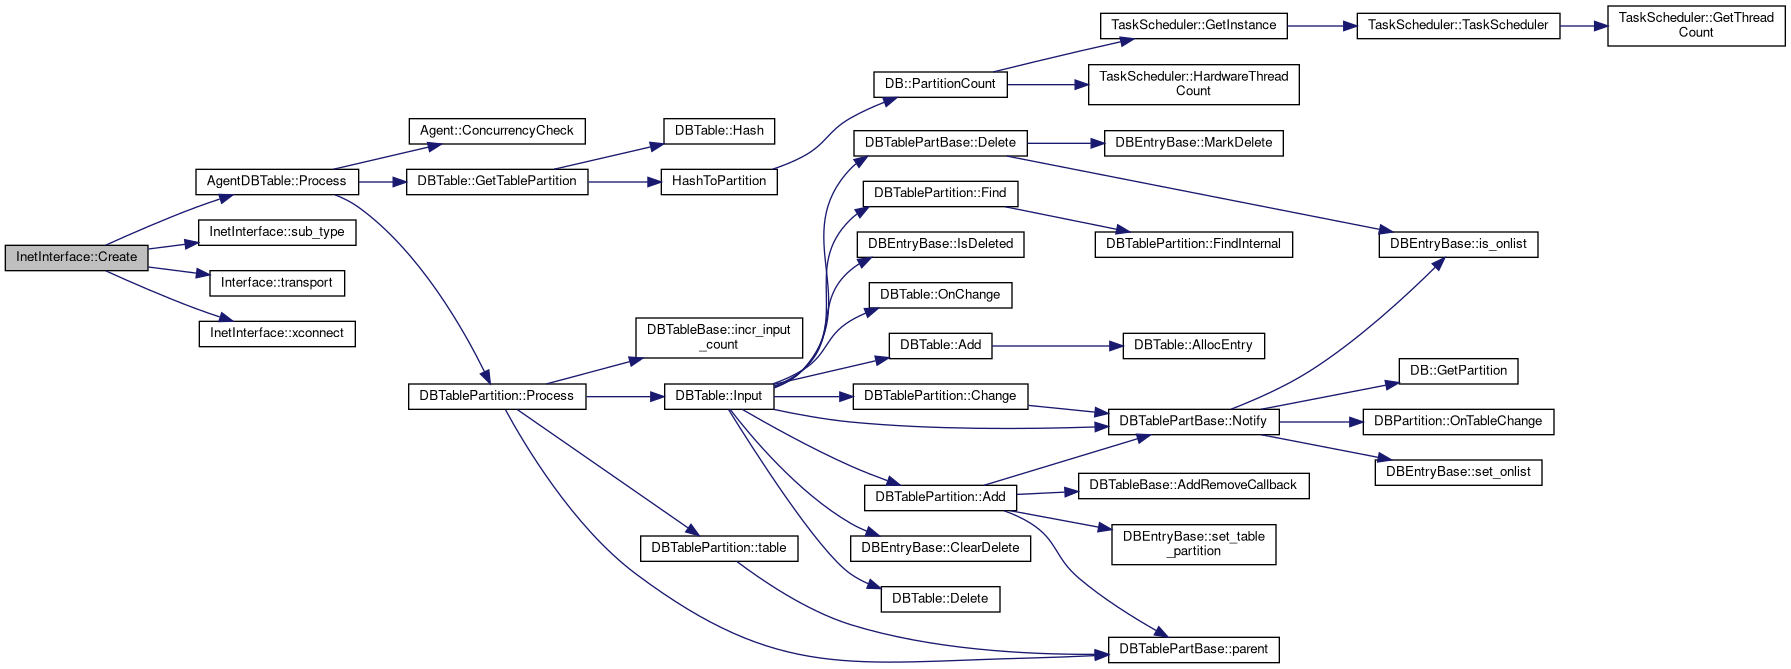 InetInterface::Create
AgentDBTable::Process
InetInterface::sub_type
Interface::transport
InetInterface::xconnect
Agent::ConcurrencyCheck
DBTable::GetTablePartition
DBTablePartition::Process
DBTable::Hash
HashToPartition
DBTableBase::incr_input
_count
DBTable::Input
DBTablePartition::table
DB::PartitionCount
DBTablePartBase::Delete
DBTablePartition::Find
DBEntryBase::IsDeleted
DBTable::OnChange
DBTable::Add
DBTablePartition::Change
DBTablePartition::Add
DBEntryBase::ClearDelete
DBTable::Delete
TaskScheduler::GetInstance
TaskScheduler::HardwareThread
Count
DBEntryBase::MarkDelete
DBTablePartition::FindInternal
DBTable::AllocEntry
DBTablePartBase::Notify
DBTableBase::AddRemoveCallback
DBEntryBase::set_table
_partition
DBTablePartBase::parent
TaskScheduler::TaskScheduler
DBEntryBase::is_onlist
DB::GetPartition
DBPartition::OnTableChange
DBEntryBase::set_onlist
TaskScheduler::GetThread
Count